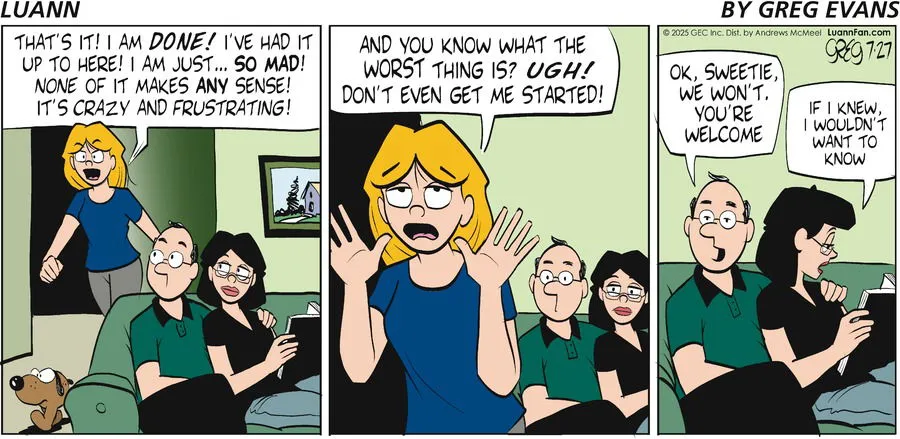 LUANN
BY GREG EVANS
THAT'S IT! I AM DONE! I'VE HAD IT
UP TO HERE! I AM JUST... SO MAD!
NONE OF IT MAKES ANY SENSE!
IT'S CRAZY AND FRUSTRATING!
AND YOU KNOW WHAT THE
WORST THING IS? UGH!
DON'T EVEN GET ME STARTED!
© 2025 GEC Inc. Dist. by Andrews McMeel LuannFan.com
GREG 7-27
OK, SWEETIE,
WE WON'T.
YOU'RE
WELCOME
IF I KNEW,
I WOULDN'T
WANT TO
KNOW